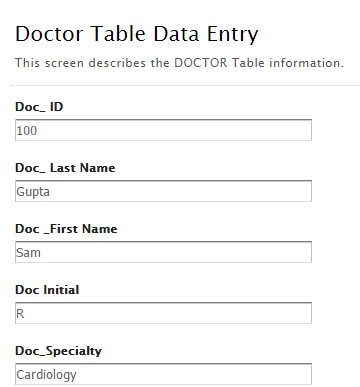 Doctor Table Data Entry
This screen describes the DOCTOR Table information.
Doc_ ID
100
Doc_ Last Name
Gupta
Doc _First Name
Sam
Doc Initial
R
Doc_Specialty
Cardiology